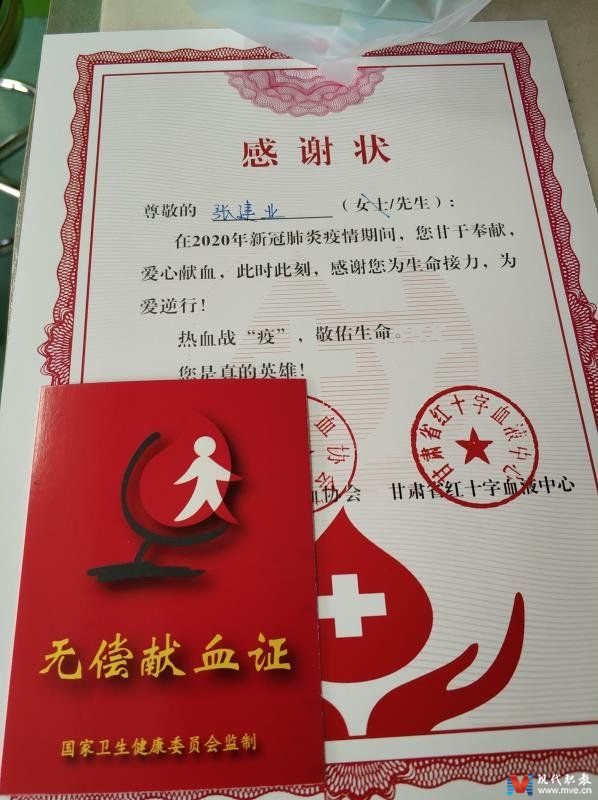 感谢状
尊敬的 张建业 （女士/先生）：
在2020年新冠肺炎疫情期间，您甘于奉献，
爱心献血，此时此刻，感谢您为生命接力，为
爱逆行！
热血战“疫”，敬佑生命。
您是真的英雄！
血协会
甘肃省红十字血液中心
协会 甘肃省红十字血液中心
无偿献血证
国家卫生健康委员会监制
现代职教
www.mve.cn